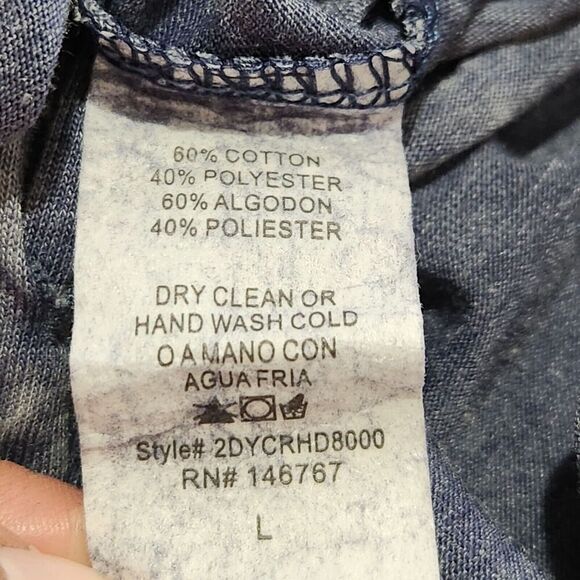 60% COTTON
40% POLYESTER
60% ALGODON
40% POLIESTER
DRY CLEAN OR
HAND WASH COLD
O A MANO CON
AGUA FRIA
Style# 2DYCRHD8000
RN# 146767
L